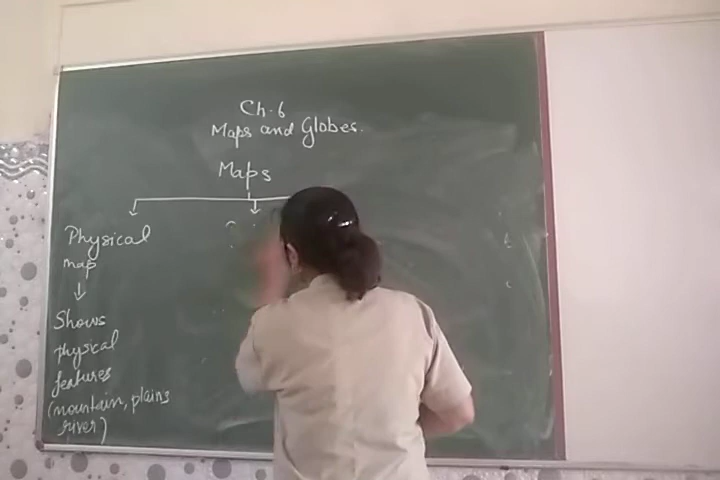 Ch. 6
Maps and Globes.
Maps
Physical
map
Shows
physical
features
(mountain, plains
river)